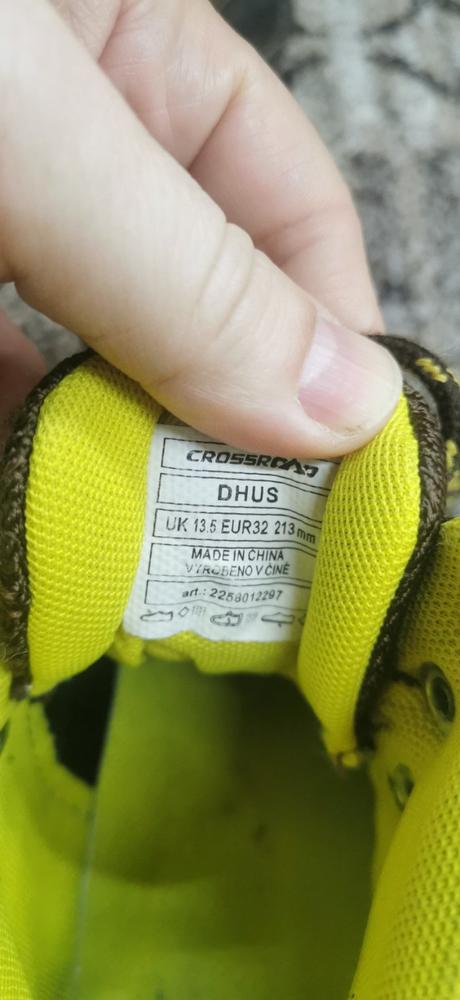 CROSSROAD
DHUS
UK 13.5 EUR32 213 mm
MADE IN CHINA
VYROBENO V ČÍNĚ
art.: 2258012297